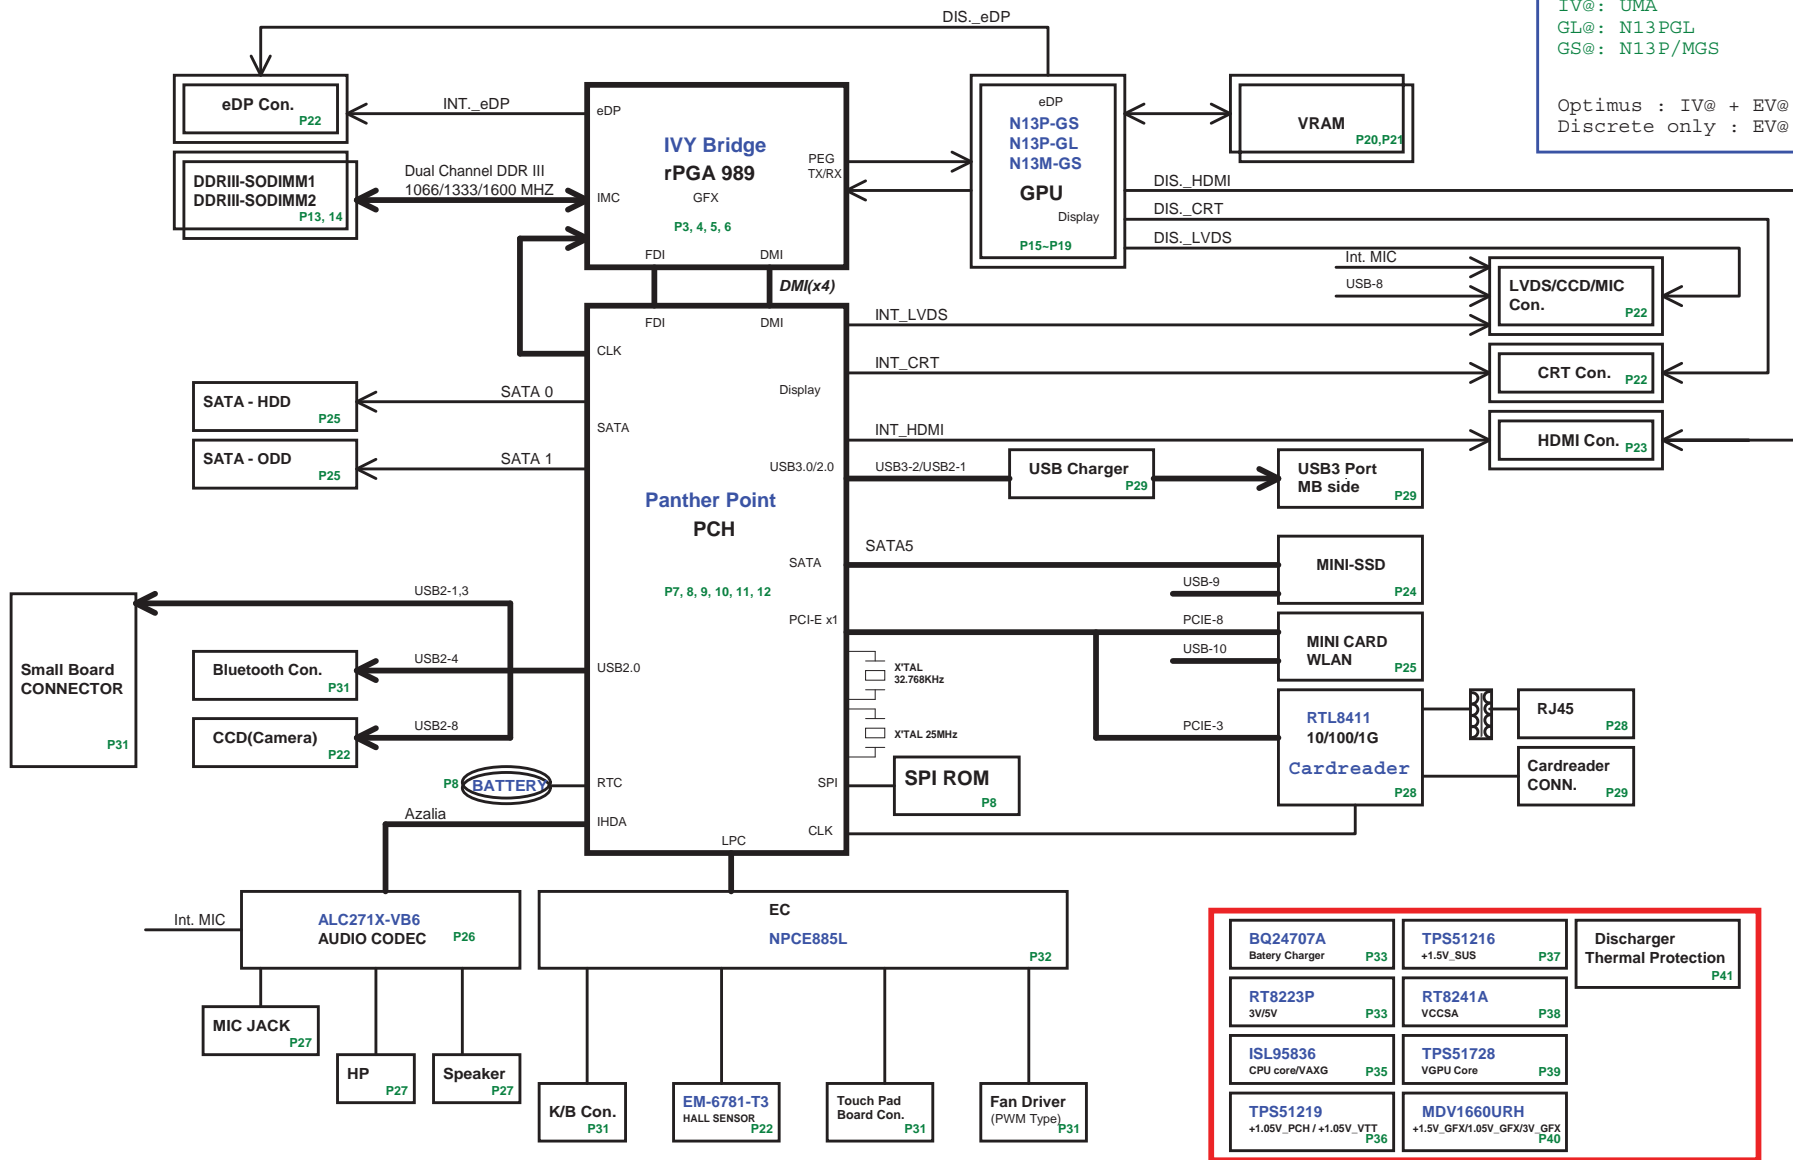 DIS._eDP
IV@: UMA
GL@: N13PGL
GS@: N13P/MGS
Optimus : IV@ + EV@
Discrete only : EV@
eDP Con.
P22
INT._eDP
eDP
IVY Bridge
rPGA 989
GFX
P3, 4, 5, 6
PEG
TX/RX
IMC
FDI
DMI
DDRIII-SODIMM1
DDRIII-SODIMM2
P13, 14
Dual Channel DDR III
1066/1333/1600 MHZ
eDP
N13P-GS
N13P-GL
N13M-GS
GPU
Display
P15~P19
VRAM
P20,P21
DIS._HDMI
DIS._CRT
DIS._LVDS
Int. MIC
USB-8
LVDS/CCD/MIC
Con.
P22
DMI(x4)
FDI
DMI
CLK
INT_LVDS
INT_CRT
CRT Con.
P22
Display
INT_HDMI
HDMI Con.
P23
SATA - HDD
P25
SATA 0
SATA
SATA - ODD
P25
SATA 1
USB3.0/2.0
USB3-2/USB2-1
USB Charger
P29
USB3 Port
MB side
P29
Panther Point
PCH
P7, 8, 9, 10, 11, 12
SATA
SATA5
MINI-SSD
P24
USB-9
PCI-E x1
PCIE-8
MINI CARD
WLAN
P25
USB-10
Small Board
CONNECTOR
P31
USB2-1,3
Bluetooth Con.
P31
USB2-4
USB2.0
CCD(Camera)
P22
USB2-8
X'TAL
32.768KHz
X'TAL 25MHz
PCIE-3
RTL8411
10/100/1G
Cardreader
P28
RJ45
P28
Cardreader
CONN.
P29
P8
BATTERY
RTC
SPI
SPI ROM
P8
Azalia
IHDA
LPC
CLK
Int. MIC
ALC271X-VB6
AUDIO CODEC
P26
EC
NPCE885L
P32
MIC JACK
P27
HP
P27
Speaker
P27
K/B Con.
P31
EM-6781-T3
HALL SENSOR
P22
Touch Pad
Board Con.
P31
Fan Driver
(PWM Type)
P31
BQ24707A
Batery Charger
P33
TPS51216
+1.5V_SUS
P37
Discharger
Thermal Protection
P41
RT8223P
3V/5V
P33
RT8241A
VCCSA
P38
ISL95836
CPU core/VAXG
P35
TPS51728
VGPU Core
P39
TPS51219
+1.05V_PCH / +1.05V_VTT
P36
MDV1660URH
+1.5V_GFX/1.05V_GFX/3V_GFX
P40